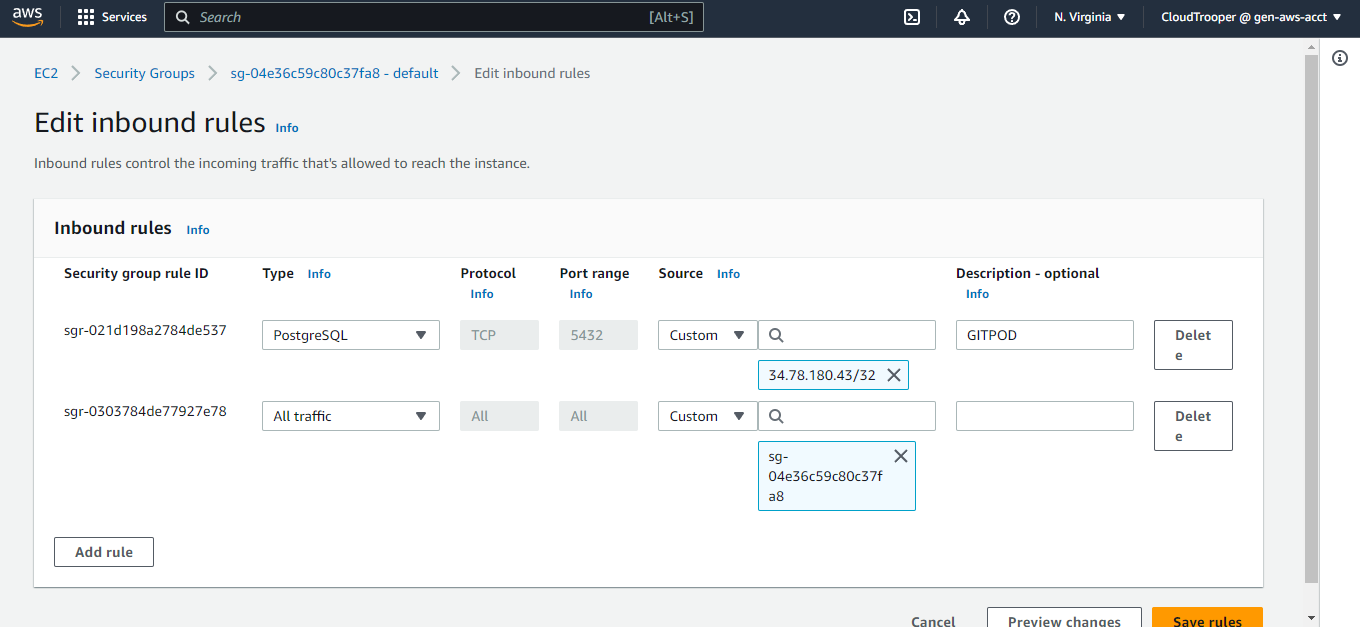 aws Services Search [Alt+S] N. Virginia CloudTrooper @ gen-aws-acct
EC2 Security Groups sg-04e36c59c80c37fa8 - default Edit inbound rules
Edit inbound rules Info
Inbound rules control the incoming traffic that's allowed to reach the instance.
Inbound rules Info
Security group rule ID Type Info Protocol Port range Source Info Description - optional
Info Info Info
sgr-021d198a2784de537 PostgreSQL TCP 5432 Custom GITPOD Delet
e
34.78.180.43/32
sgr-0303784de77927e78 All traffic All All Custom Delet
e
sg-
04e36c59c80c37f
a8
Add rule
Cancel Preview changes Save rules